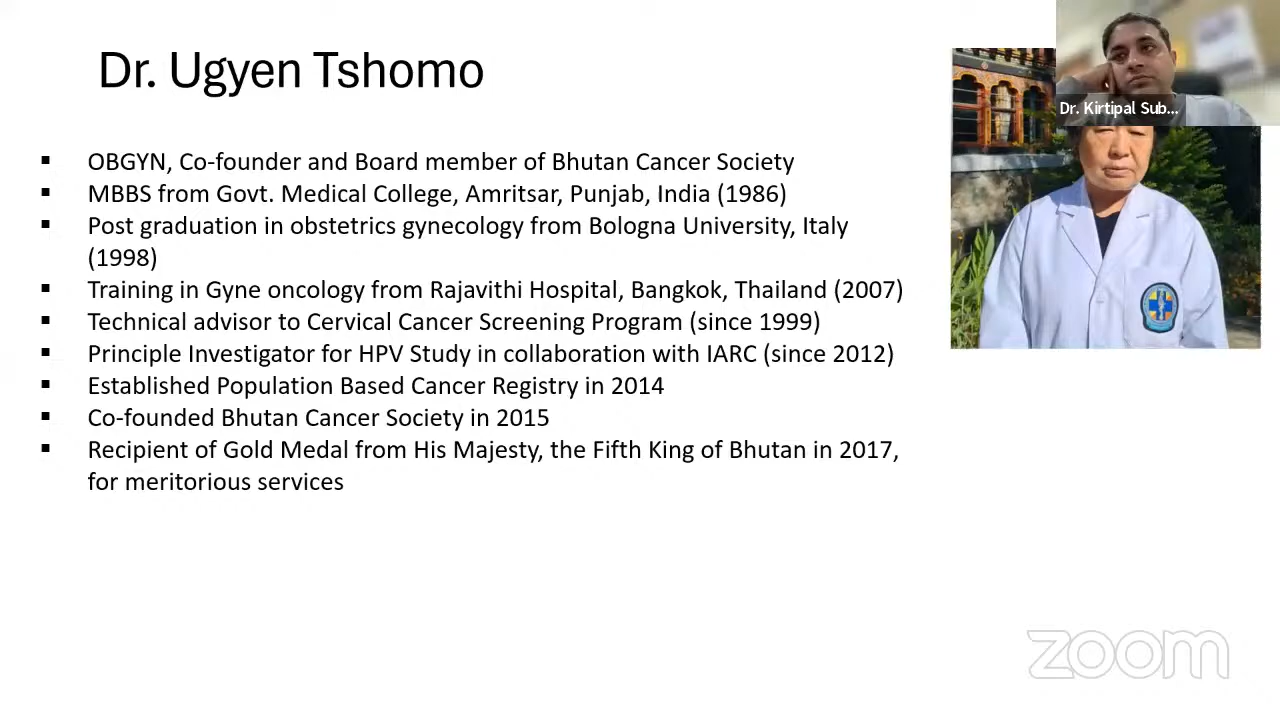 Dr. Ugyen Tshomo
Dr. Kirtipal Sub...
▪ OBGYN, Co-founder and Board member of Bhutan Cancer Society
▪ MBBS from Govt. Medical College, Amritsar, Punjab, India (1986)
▪ Post graduation in obstetrics gynecology from Bologna University, Italy
(1998)
▪ Training in Gyne oncology from Rajavithi Hospital, Bangkok, Thailand (2007)
▪ Technical advisor to Cervical Cancer Screening Program (since 1999)
▪ Principle Investigator for HPV Study in collaboration with IARC (since 2012)
▪ Established Population Based Cancer Registry in 2014
▪ Co-founded Bhutan Cancer Society in 2015
▪ Recipient of Gold Medal from His Majesty, the Fifth King of Bhutan in 2017,
for meritorious services
zoom